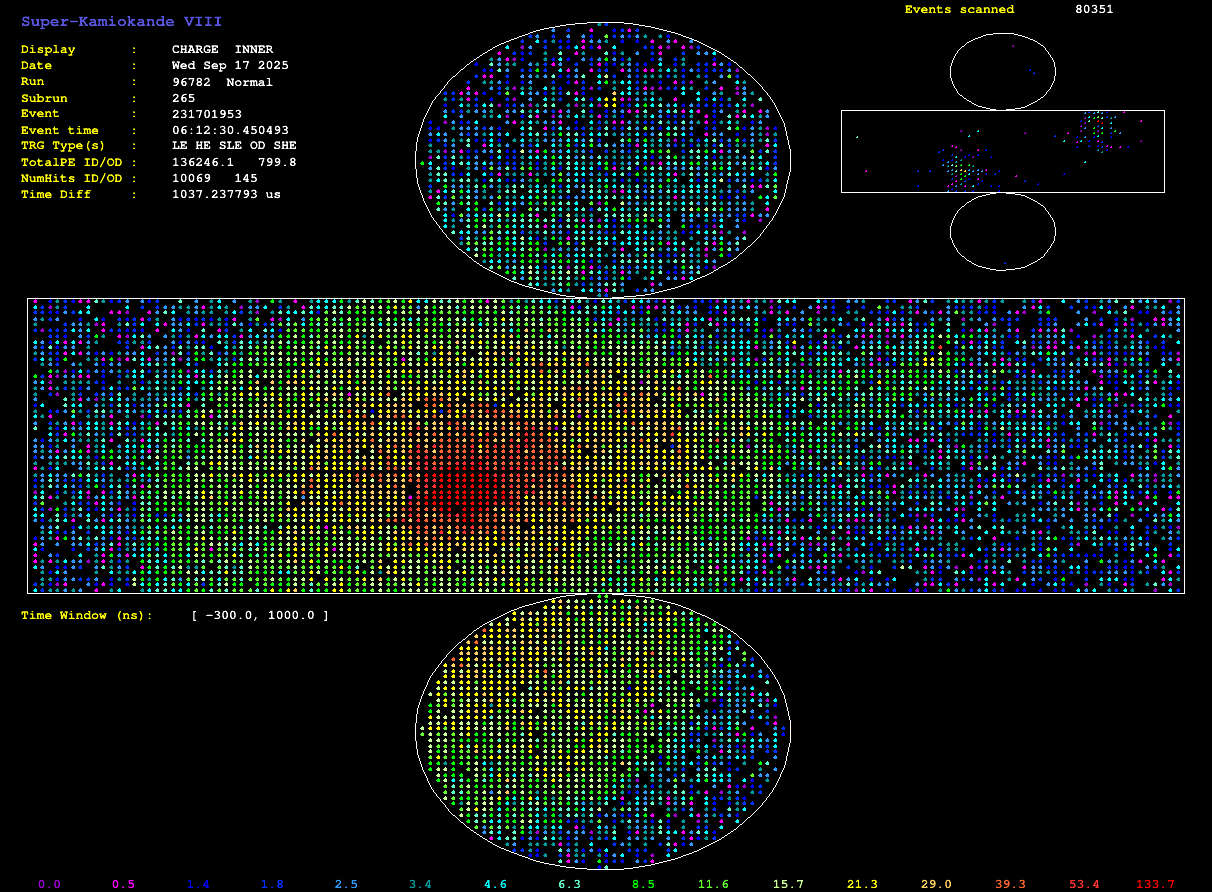 Super-Kamiokande VIII
Events scanned 80351
Display : CHARGE INNER
Date : Wed Sep 17 2025
Run : 96782 Normal
Subrun : 265
Event : 231701953
Event time : 06:12:30.450493
TRG Type(s) : LE HE SLE OD SHE
TotalPE ID/OD : 136246.1 799.8
NumHits ID/OD : 10069 145
Time Diff : 1037.237793 us
Time Window (ns): [ -300.0, 1000.0 ]
0.0 0.5 1.4 1.8 2.5 3.4 4.6 6.3 8.5 11.6 15.7 21.3 29.0 39.3 53.4 133.7